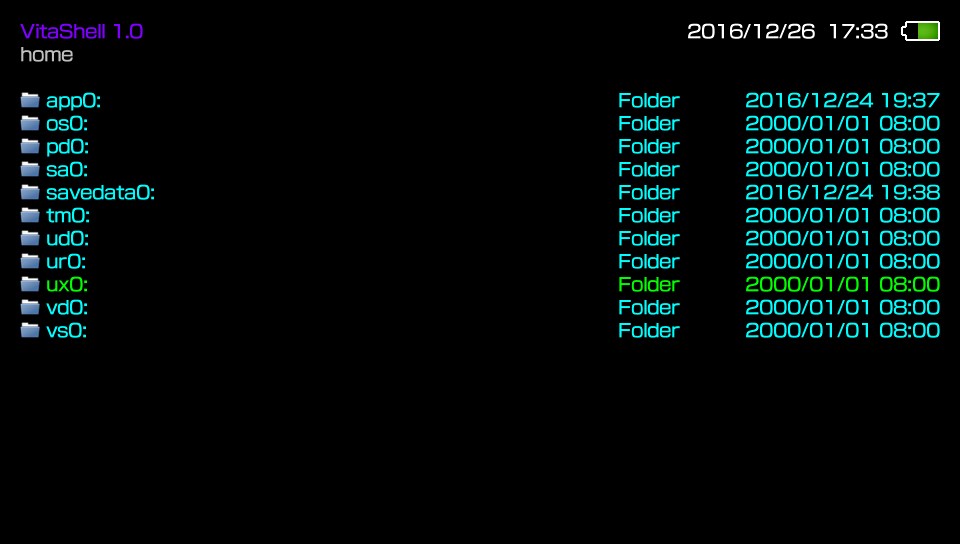 VitaShell 1.0 2016/12/26 17:33
home
app0: Folder 2016/12/24 19:37
os0: Folder 2000/01/01 08:00
pd0: Folder 2000/01/01 08:00
sa0: Folder 2000/01/01 08:00
savedata0: Folder 2016/12/24 19:38
tm0: Folder 2000/01/01 08:00
ud0: Folder 2000/01/01 08:00
ur0: Folder 2000/01/01 08:00
ux0: Folder 2000/01/01 08:00
vd0: Folder 2000/01/01 08:00
vs0: Folder 2000/01/01 08:00